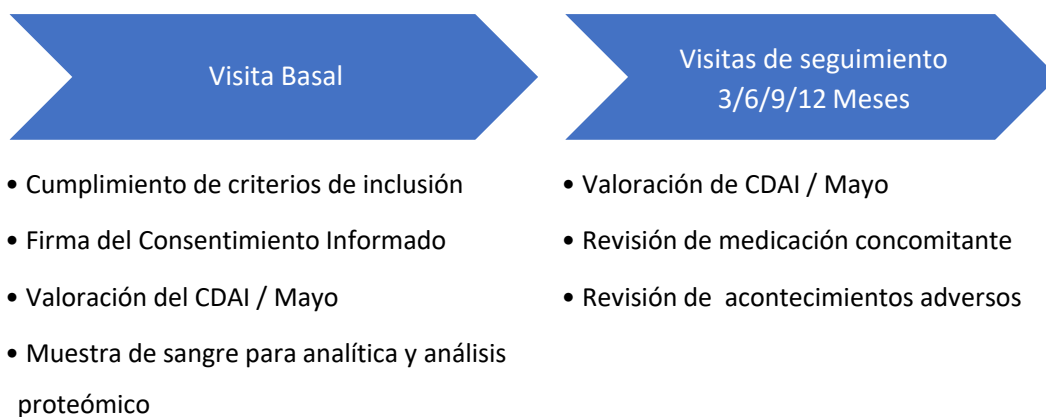 Visita Basal
• Cumplimiento de criterios de inclusión
• Firma del Consentimiento Informado
• Valoración del CDAI / Mayo
• Muestra de sangre para analítica y análisis
proteómico
Visitas de seguimiento
3/6/9/12 Meses
• Valoración de CDAI / Mayo
• Revisión de medicación concomitante
• Revisión de  acontecimientos adversos